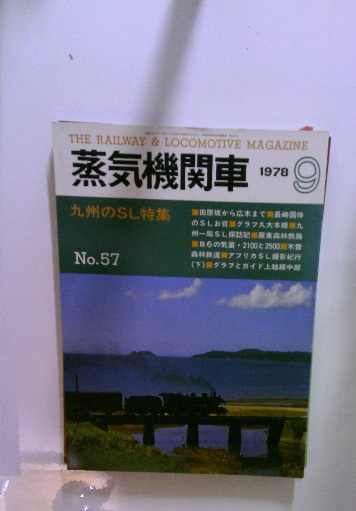 THE RAILWAY & LOCOMOTIVE MAGAZINE
蒸気機関車 1978 9
九州のSL特集
No.57
■田原坂から広木まで■長崎国体
のSLお召■グラフ久大本線■九
州一周SL探訪記■羅東森林鉄路
■B6の気笛・2100と2500■木曽
森林鉄道■アフリカSL撮影紀行
(下)■グラフとガイド上越線中部